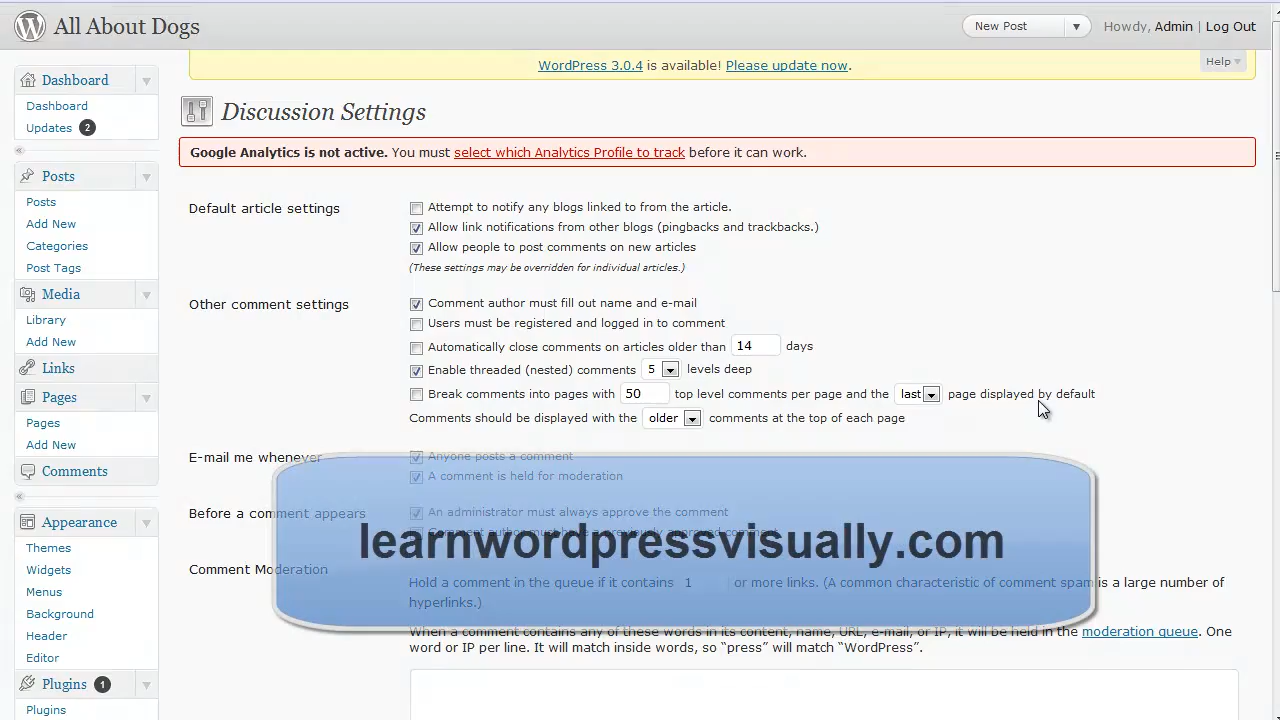 All About Dogs
New Post
Howdy, Admin | Log Out
WordPress 3.0.4 is available! Please update now.
Help
Dashboard
Dashboard
Updates 2
Posts
Posts
Add New
Categories
Post Tags
Media
Library
Add New
Links
Pages
Pages
Add New
Comments
Appearance
Themes
Widgets
Menus
Background
Header
Editor
Plugins 1
Plugins
Discussion Settings
Google Analytics is not active. You must select which Analytics Profile to track before it can work.
Default article settings
Attempt to notify any blogs linked to from the article.
Allow link notifications from other blogs (pingbacks and trackbacks.)
Allow people to post comments on new articles
(These settings may be overridden for individual articles.)
Other comment settings
Comment author must fill out name and e-mail
Users must be registered and logged in to comment
Automatically close comments on articles older than 14 days
Enable threaded (nested) comments 5 levels deep
Break comments into pages with 50 top level comments per page and the last page displayed by default
Comments should be displayed with the older comments at the top of each page
E-mail me whenever
Anyone posts a comment
A comment is held for moderation
Before a comment appears
An administrator must always approve the comment
Comment author must have a previously approved comment
learnwordpressvisually.com
Comment Moderation
Hold a comment in the queue if it contains 1 or more links. (A common characteristic of comment spam is a large number of
hyperlinks.)
When a comment contains any of these words in its content, name, URL, e-mail, or IP, it will be held in the moderation queue. One
word or IP per line. It will match inside words, so “press” will match “WordPress”.